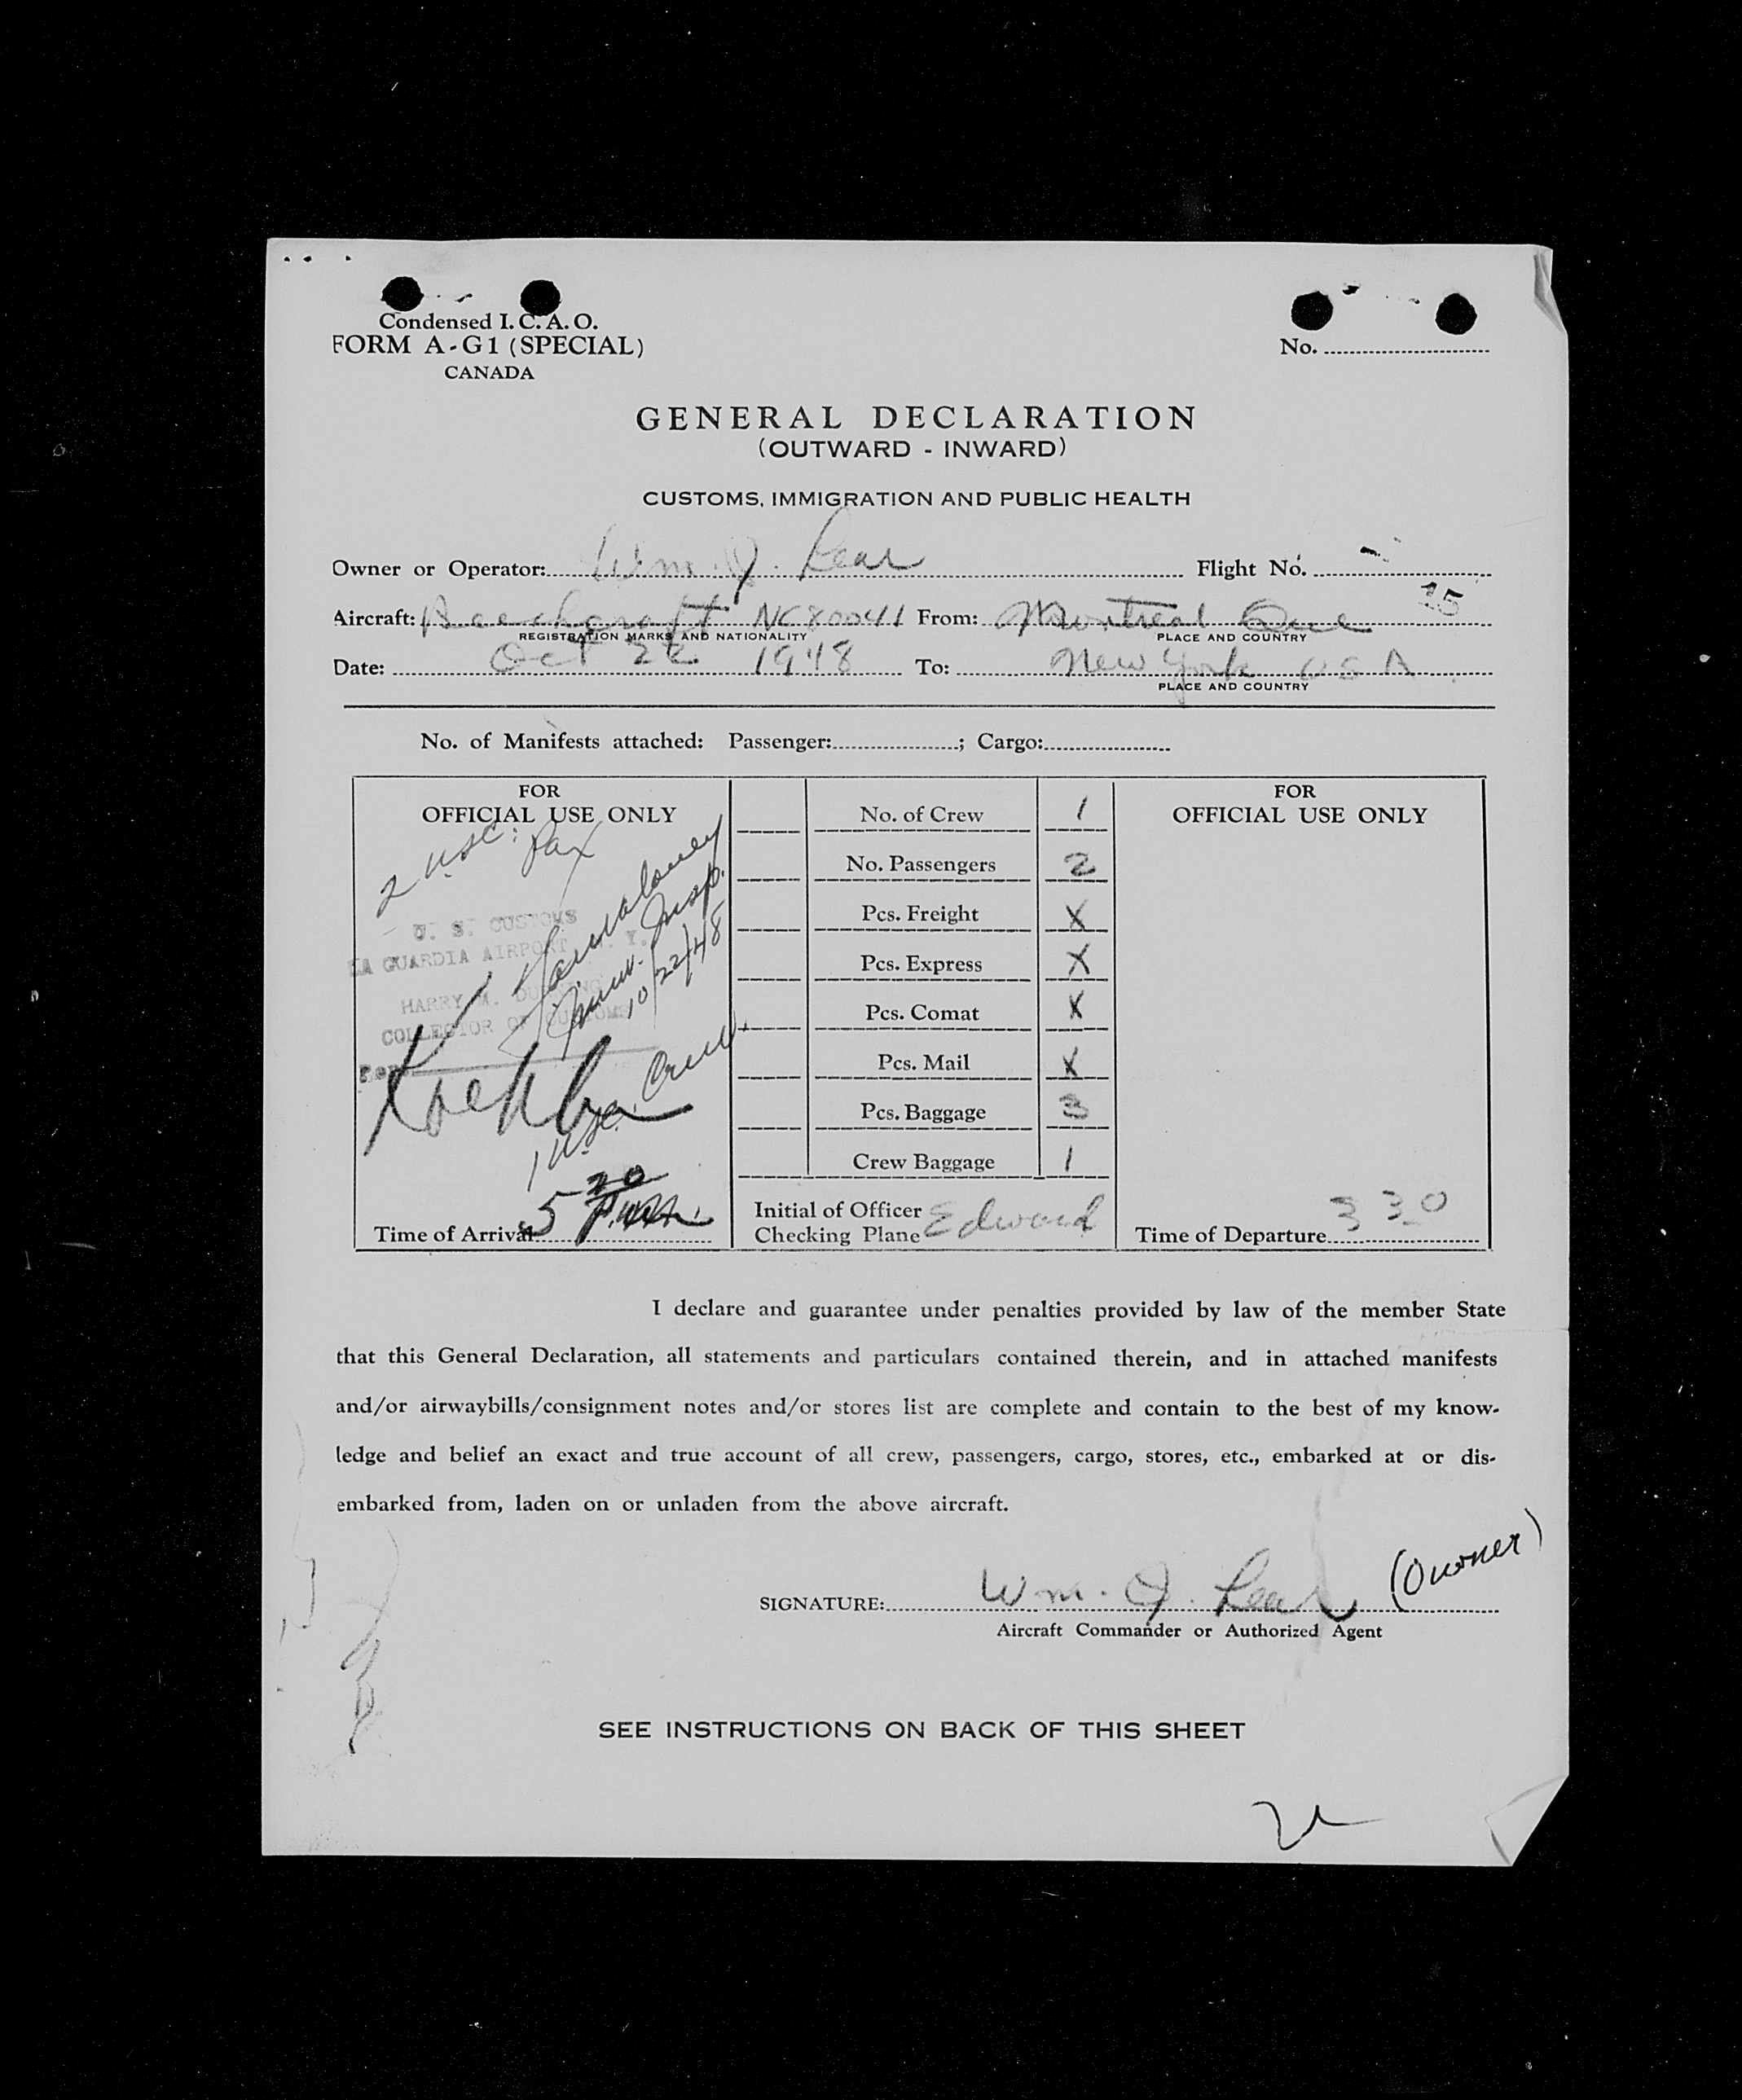 Condensed I.C.A.O.
FORM A-G1 (SPECIAL)
CANADA
No.
GENERAL DECLARATION
(OUTWARD - INWARD)
CUSTOMS, IMMIGRATION AND PUBLIC HEALTH
Owner or Operator: Wm. J. Lear Flight No. -
15
Aircraft: Beechcraft NC80041 From: Montreal Que
REGISTRATION MARKS AND NATIONALITY PLACE AND COUNTRY
Date: Oct 22 1948 To: New York USA
PLACE AND COUNTRY
No. of Manifests attached: Passenger: ; Cargo:
FOR
OFFICIAL USE ONLY
2 USC: Pax
Immr. Insp.
10/22/48
U. S. CUSTOMS
LA GUARDIA AIRPORT N. Y.
HARRY M.
COLLECTOR OF CUSTOMS
1 USC. Crew
Time of Arrival 5 20 P.M.
No. of Crew 1
No. Passengers 2
Pcs. Freight X
Pcs. Express X
Pcs. Comat X
Pcs. Mail X
Pcs. Baggage 3
Crew Baggage 1
Initial of Officer
Checking Plane Edward
FOR
OFFICIAL USE ONLY
Time of Departure 330
I declare and guarantee under penalties provided by law of the member State
that this General Declaration, all statements and particulars contained therein, and in attached manifests
and/or airwaybills/consignment notes and/or stores list are complete and contain to the best of my know-
ledge and belief an exact and true account of all crew, passengers, cargo, stores, etc., embarked at or dis-
embarked from, laden on or unladen from the above aircraft.
SIGNATURE: Wm. J. Lear (Owner)
Aircraft Commander or Authorized Agent
SEE INSTRUCTIONS ON BACK OF THIS SHEET